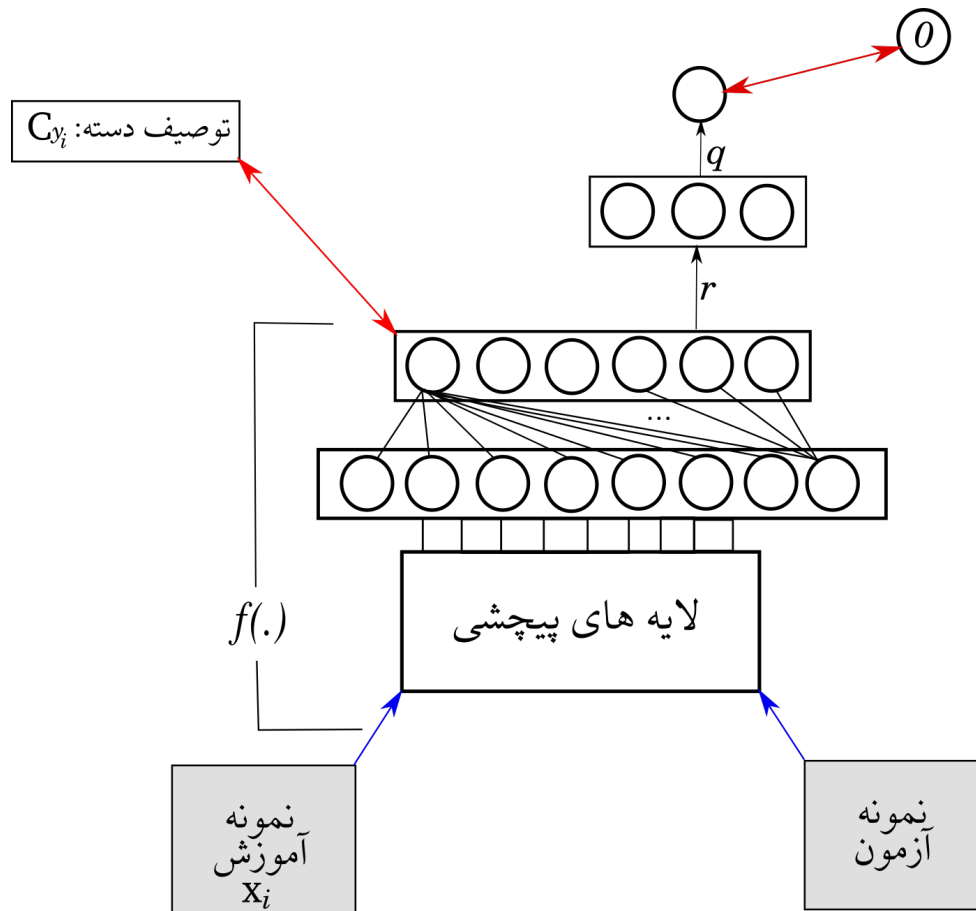 0
توصیف دسته: Cyi
q
r
...
f(.)
لایه های پیچشی
نمونه
آموزش
xi
نمونه
آزمون